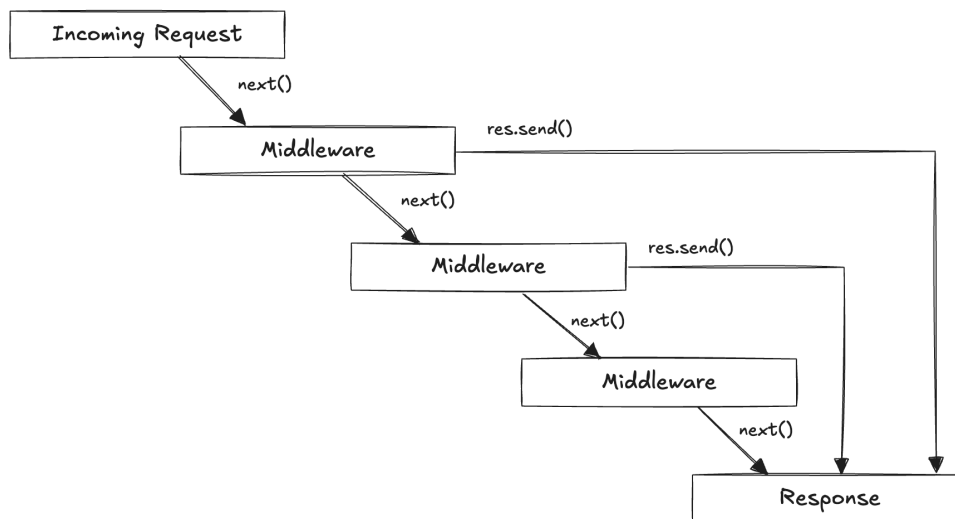 Incoming Request
next()
Middleware
res.send()
next()
Middleware
res.send()
next()
Middleware
next()
Response